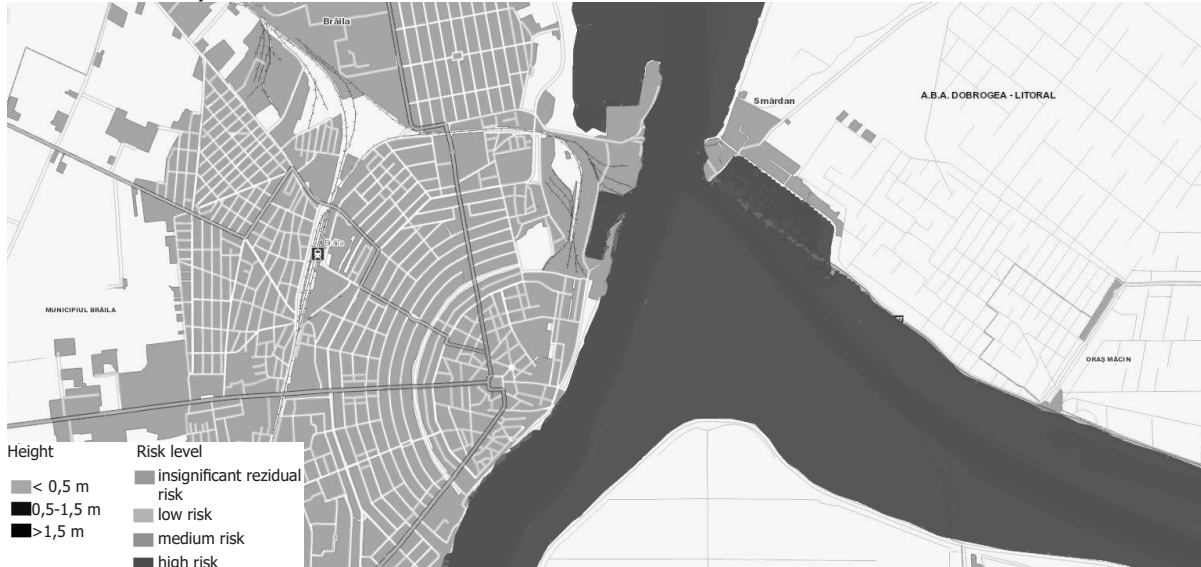 Brăila
Smârdan
A.B.A. DOBROGEA - LITORAL
MUNICIPIUL BRĂILA
ORAȘ MĂCIN
Height
< 0,5 m
0,5-1,5 m
>1,5 m
Risk level
insignificant rezidual
risk
low risk
medium risk
high risk